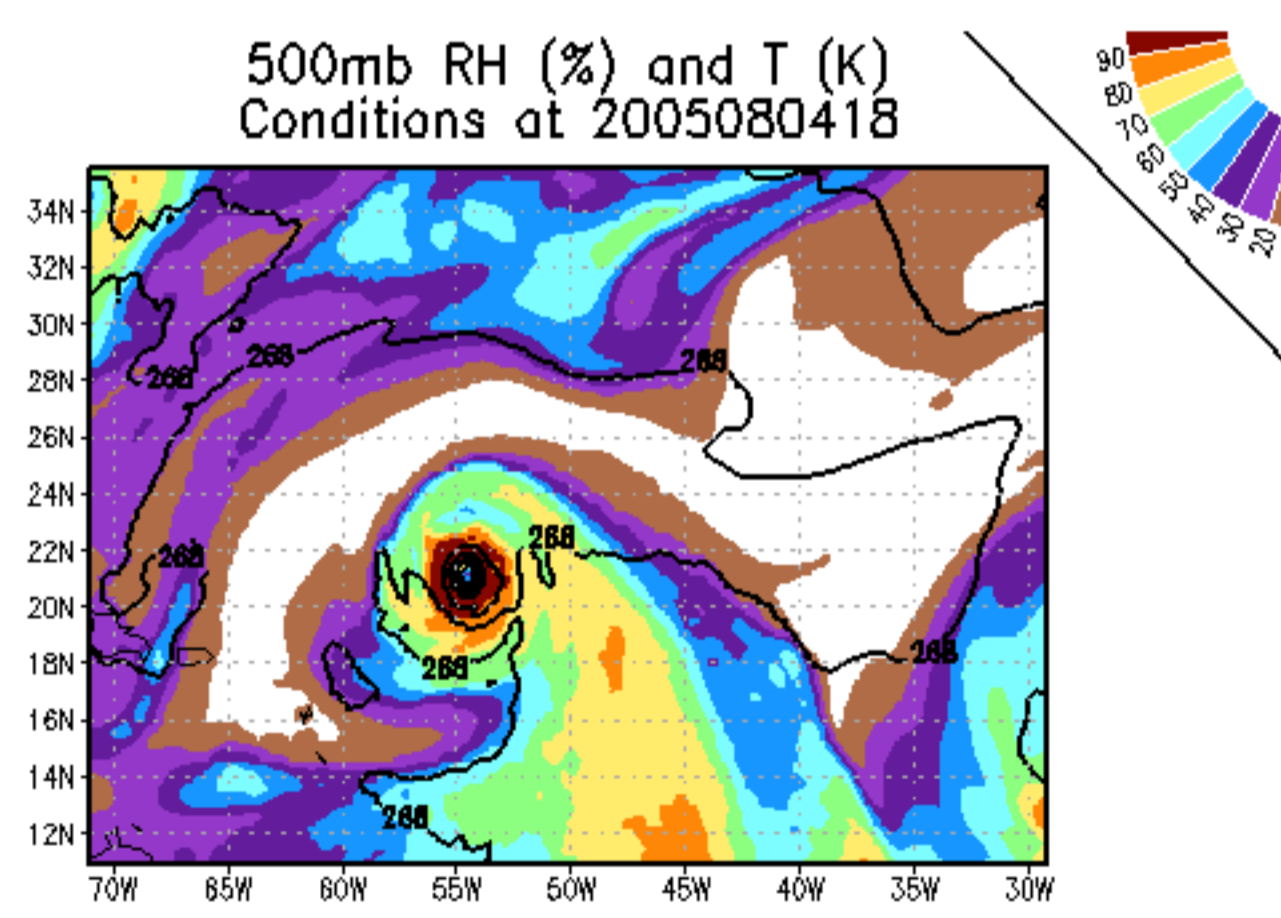 500mb RH (%) and T (K)
Conditions at 2005080418
90
80
70
60
50
40
30
20
34N
32N
30N
28N
26N
24N
22N
20N
18N
16N
14N
12N
268
268
268
268
268
268
268
268
70W
65W
60W
55W
50W
45W
40W
35W
30W